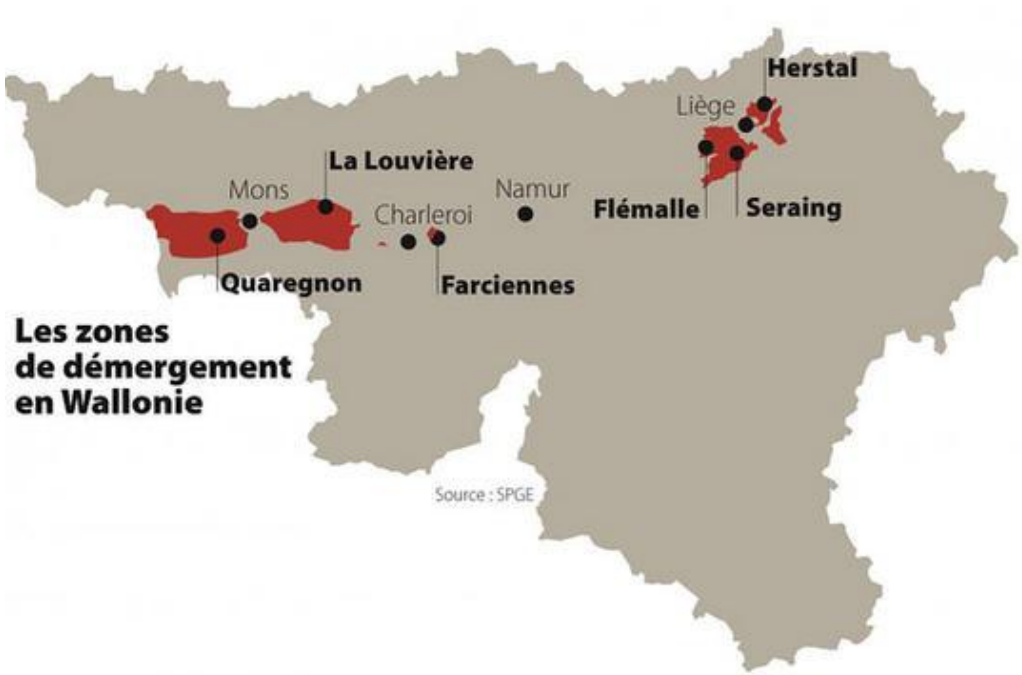 Herstal
Liège
La Louvière
Mons
Namur
Charleroi
Flémalle
Seraing
Quaregnon
Farciennes
Les zones
de démergement
en Wallonie
Source : SPGE